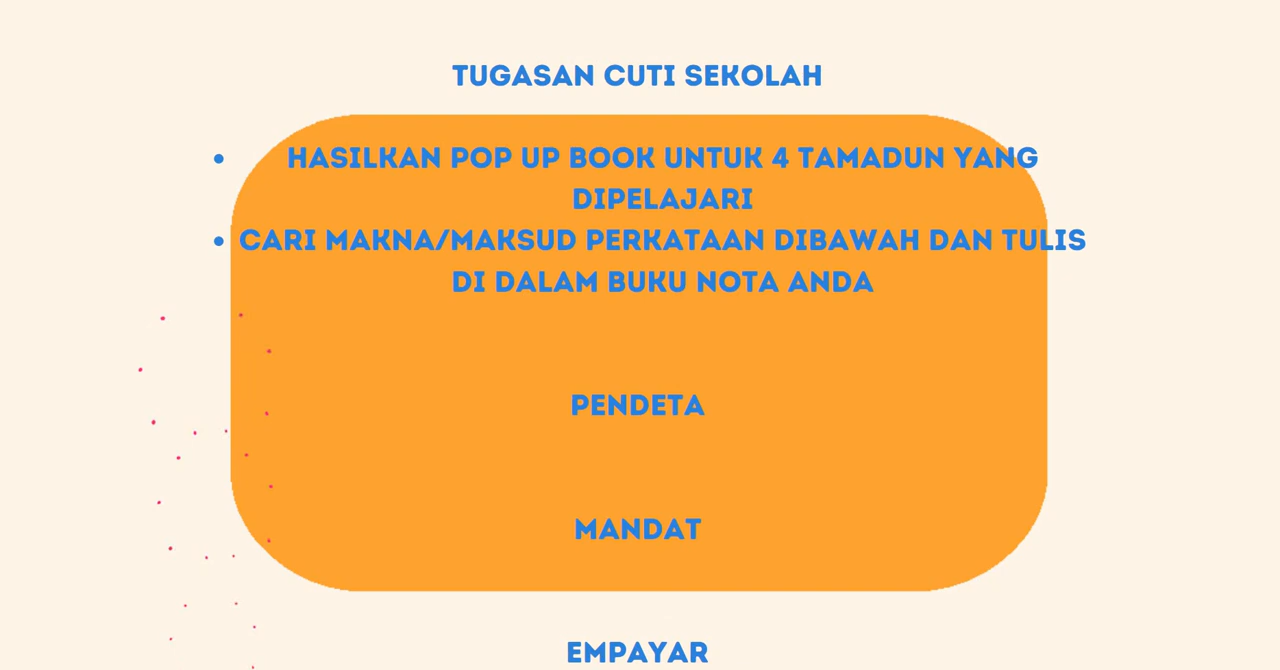 TUGASAN CUTI SEKOLAH
• HASILKAN POP UP BOOK UNTUK 4 TAMADUN YANG
DIPELAJARI
• CARI MAKNA/MAKSUD PERKATAAN DIBAWAH DAN TULIS
DI DALAM BUKU NOTA ANDA
PENDETA
MANDAT
EMPAYAR